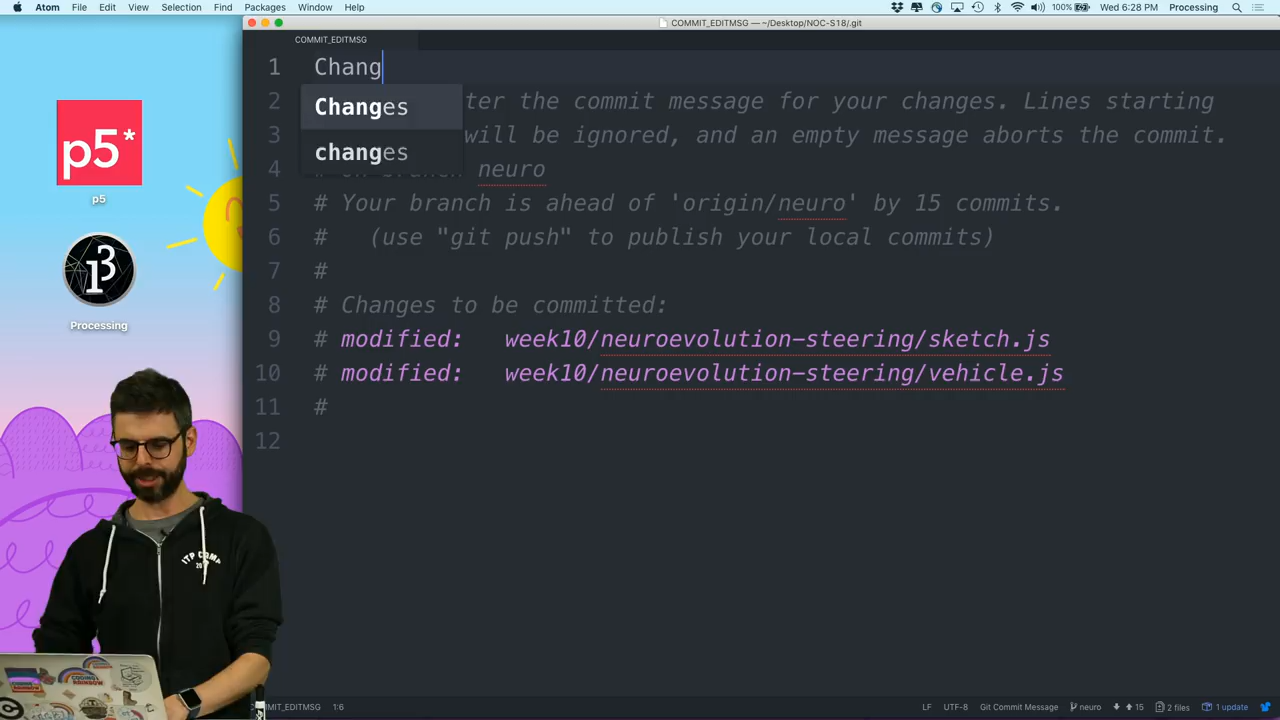 Atom File Edit View Selection Find Packages Window Help
100% Wed 6:28 PM Processing
COMMIT_EDITMSG — ~/Desktop/NOC-S18/.git
COMMIT_EDITMSG
1 Chang
Changes
changes
2 ter the commit message for your changes. Lines starting
3 will be ignored, and an empty message aborts the commit.
4 neuro
5 # Your branch is ahead of 'origin/neuro' by 15 commits.
6 # (use "git push" to publish your local commits)
7 #
8 # Changes to be committed:
9 # modified: week10/neuroevolution-steering/sketch.js
10 # modified: week10/neuroevolution-steering/vehicle.js
11 #
12
p5*
p5
Processing
ITP CAMP
CODING RAINBOW
OMMIT_EDITMSG 1:6 LF UTF-8 Git Commit Message neuro 15 2 files 1 update